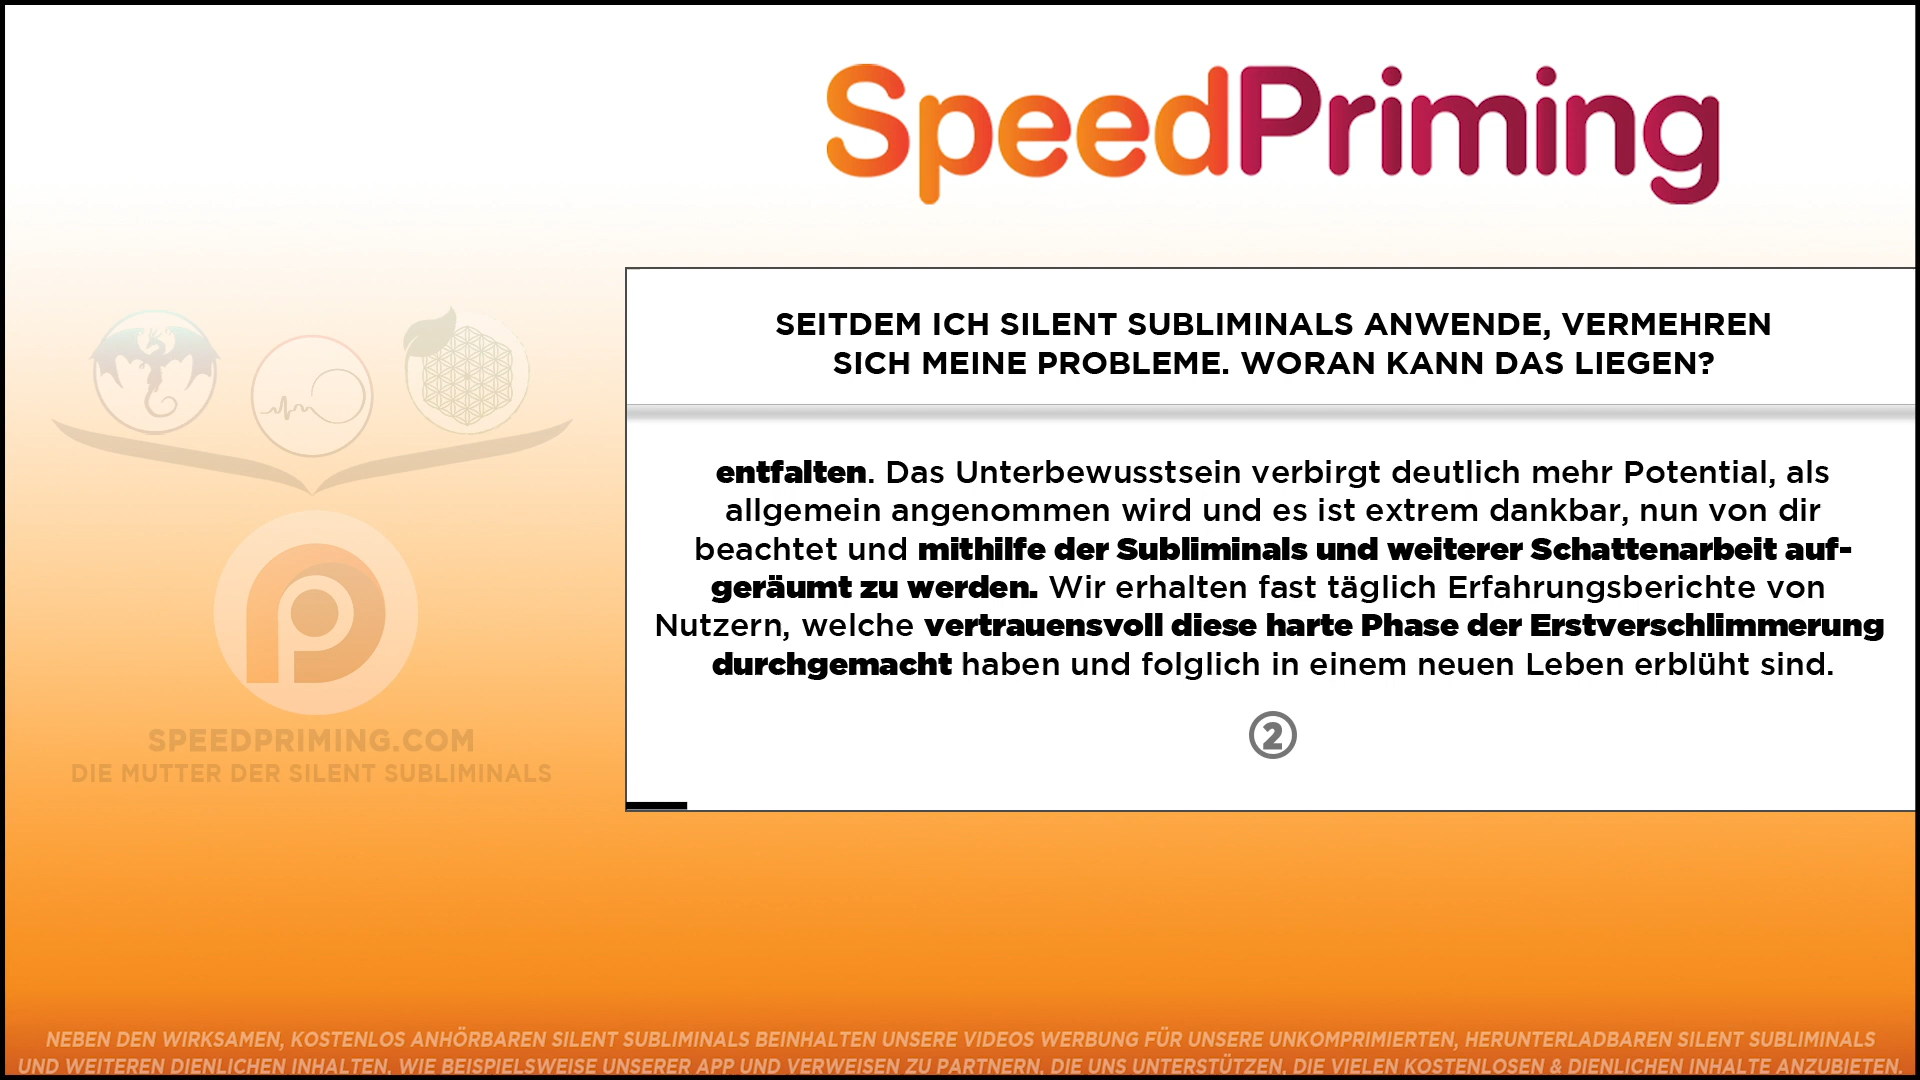 SpeedPriming
SEITDEM ICH SILENT SUBLIMINALS ANWENDE, VERMEHREN
SICH MEINE PROBLEME. WORAN KANN DAS LIEGEN?
entfalten. Das Unterbewusstsein verbirgt deutlich mehr Potential, als
allgemein angenommen wird und es ist extrem dankbar, nun von dir
beachtet und mithilfe der Subliminals und weiterer Schattenarbeit auf-
geräumt zu werden. Wir erhalten fast täglich Erfahrungsberichte von
Nutzern, welche vertrauensvoll diese harte Phase der Erstverschlimmerung
durchgemacht haben und folglich in einem neuen Leben erblüht sind.
2
SPEEDPRIMING.COM
DIE MUTTER DER SILENT SUBLIMINALS
NEBEN DEN WIRKSAMEN, KOSTENLOS ANHÖRBAREN SILENT SUBLIMINALS BEINHALTEN UNSERE VIDEOS WERBUNG FÜR UNSERE UNKOMPRIMIERTEN, HERUNTERLADBAREN SILENT SUBLIMINALS
UND WEITEREN DIENLICHEN INHALTEN, WIE BEISPIELSWEISE UNSERER APP UND VERWEISEN ZU PARTNERN, DIE UNS UNTERSTÜTZEN, DIE VIELEN KOSTENLOSEN & DIENLICHEN INHALTE ANZUBIETEN.